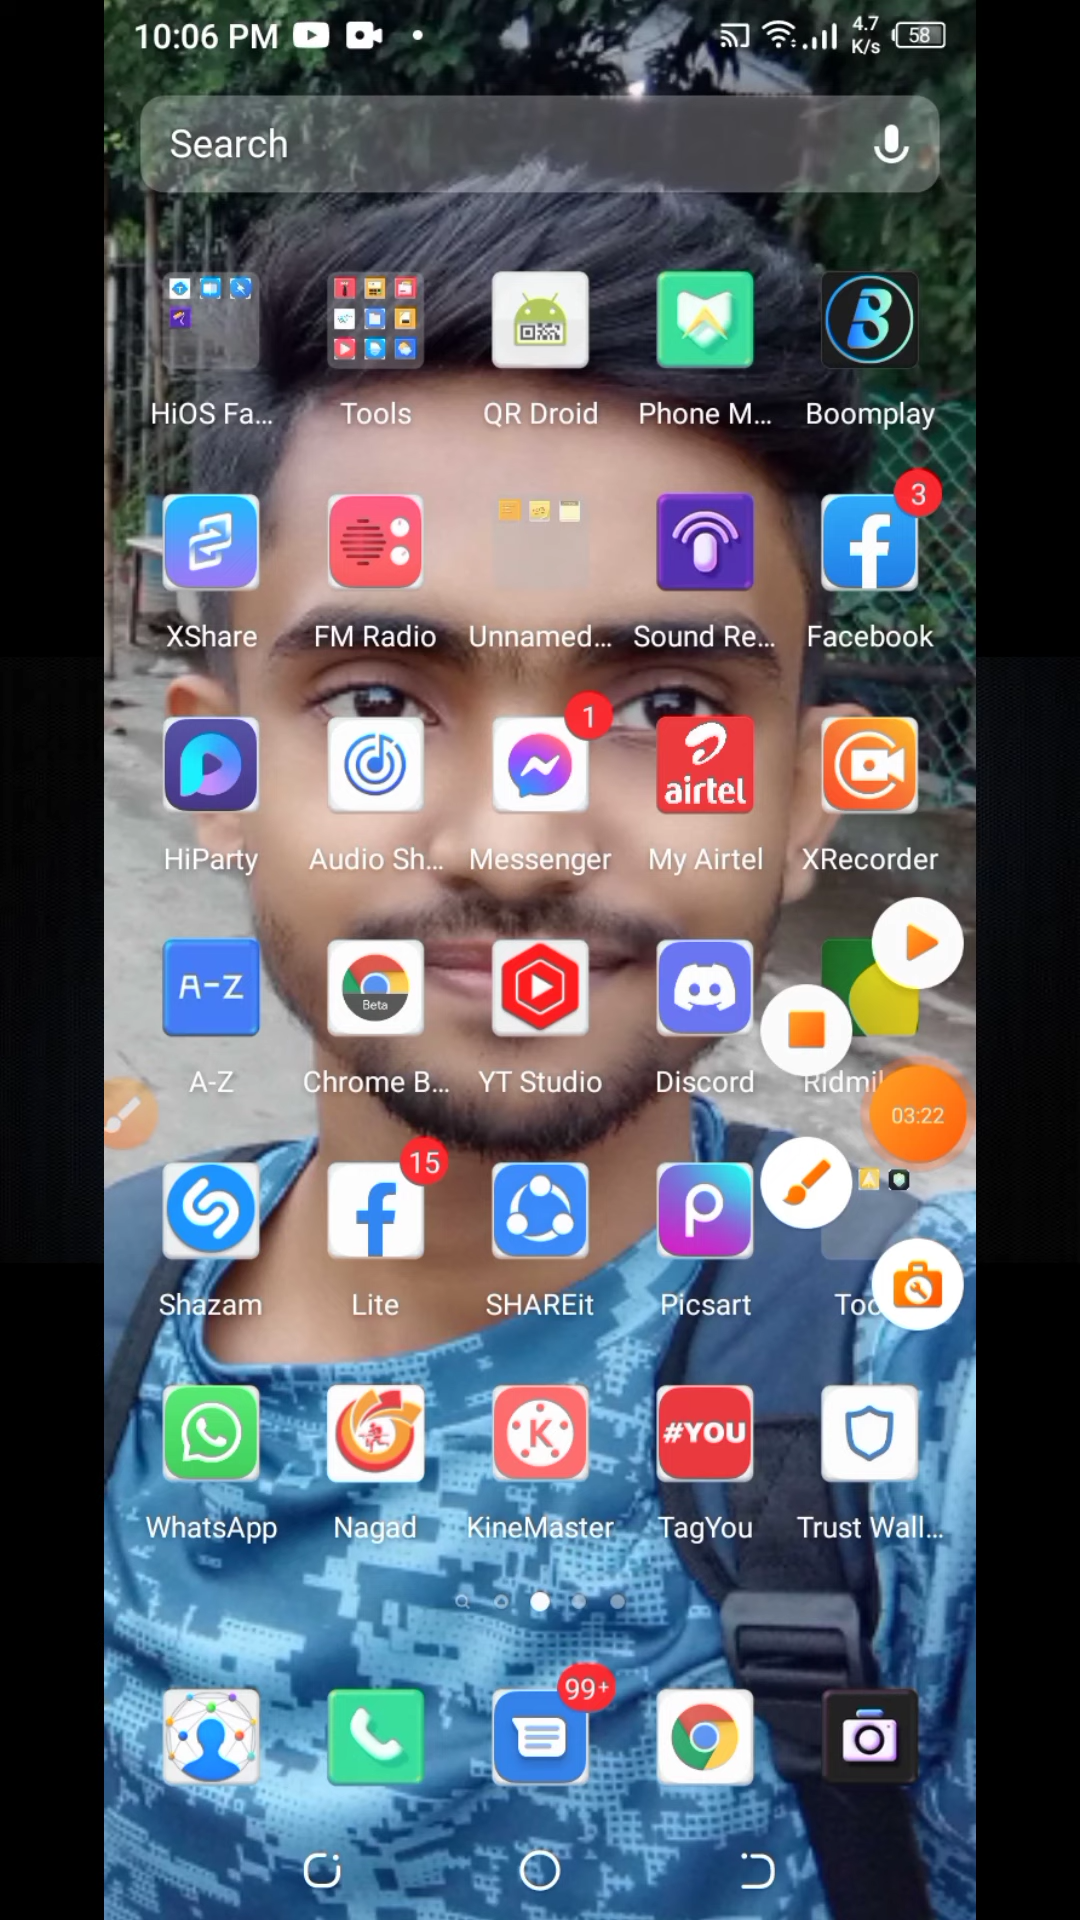 10:06 PM
4.7
K/s
58
Search
HiOS Fa...
Tools
QR Droid
Phone M...
Boomplay
3
XShare
FM Radio
Unnamed...
Sound Re...
Facebook
1
airtel
HiParty
Audio Sh...
Messenger
My Airtel
XRecorder
A-Z
Beta
A-Z
Chrome B...
YT Studio
Discord
03:22
15
Shazam
Lite
SHAREit
Picsart
K
#YOU
WhatsApp
Nagad
KineMaster
TagYou
Trust Wall...
99+